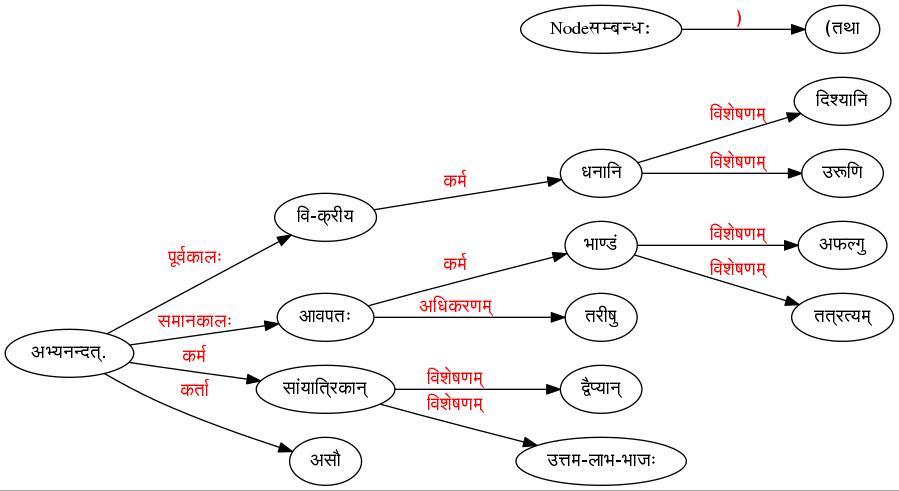 Nodeसम्बन्धः ) (तथा
दिश्यानि
विशेषणम्
धनानि विशेषणम् उरूणि
कर्म
वि-क्रीय
भाण्डं विशेषणम् अफल्गु
पूर्वकालः
कर्म विशेषणम्
आवपतः अधिकरणम् तरीषु तत्रत्यम्
समानकालः
अभ्यनन्दत्.
कर्म
सांयात्रिकान् विशेषणम् द्वैप्यान्
कर्ता विशेषणम्
असौ उत्तम-लाभ-भाजः